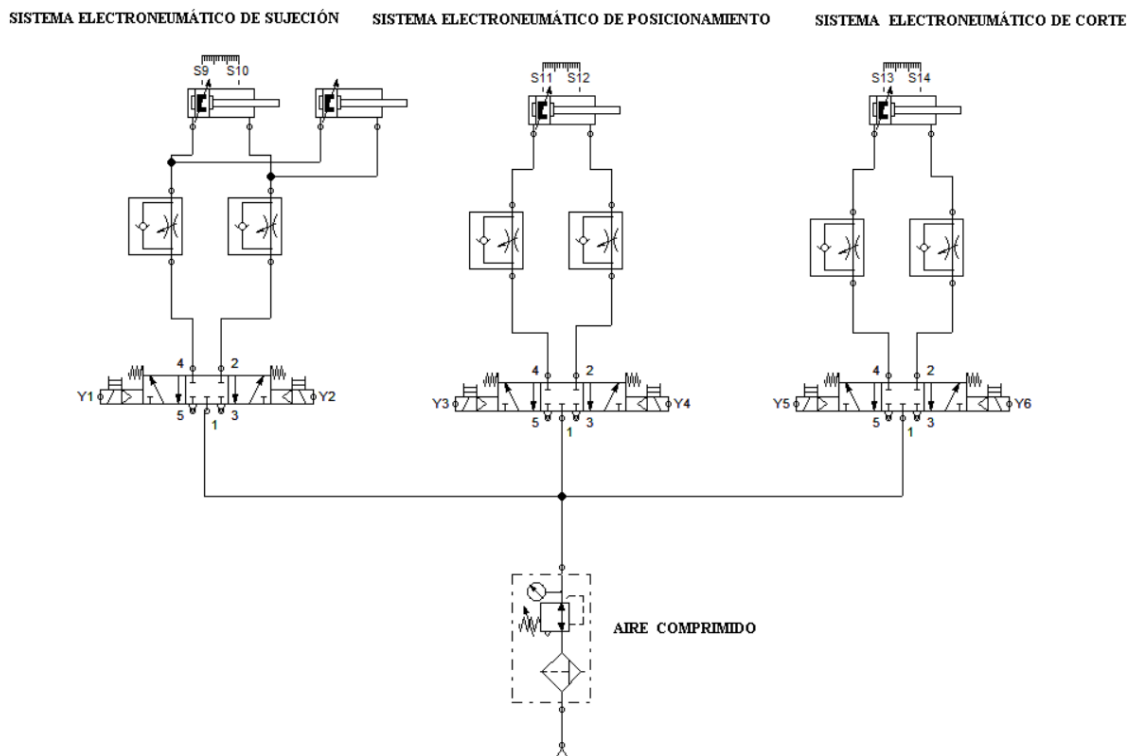 SISTEMA ELECTRONEUMÁTICO DE SUJECIÓN
SISTEMA ELECTRONEUMÁTICO DE POSICIONAMIENTO
SISTEMA ELECTRONEUMÁTICO DE CORTE
S9 S10
S11 S12
S13 S14
4 2
Y1 Y2
5 1 3
4 2
Y3 Y4
5 1 3
4 2
Y5 Y6
5 1 3
AIRE COMPRIMIDO